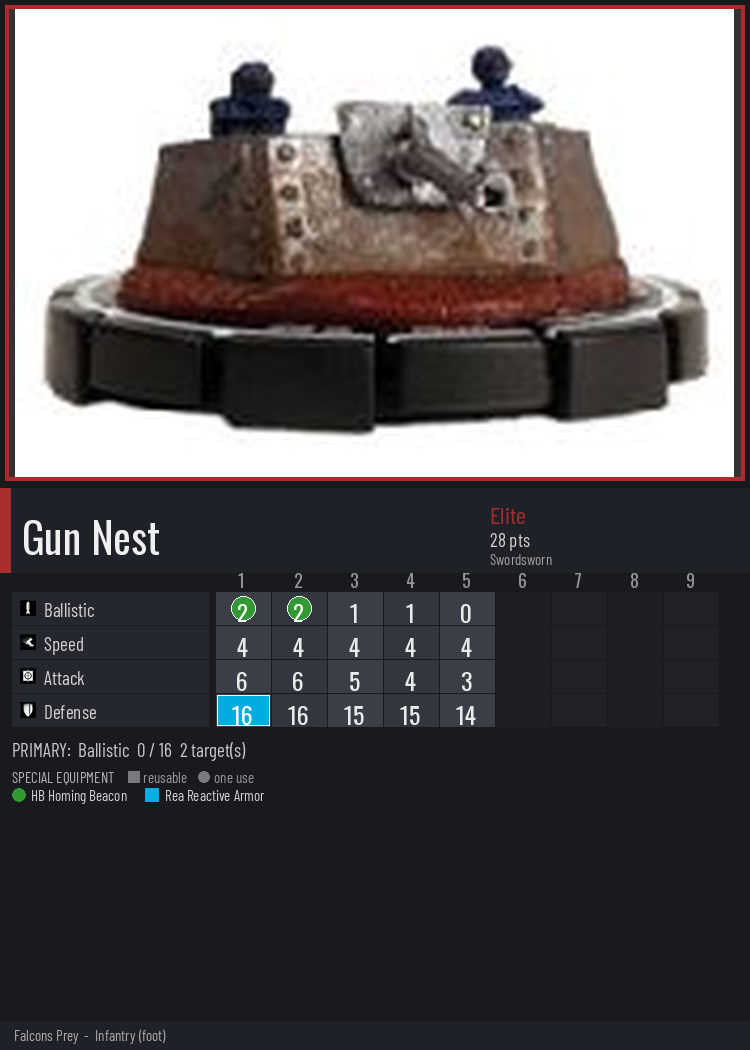 Gun Nest
Elite
28 pts
Swordsworn
1 2 3 4 5 6 7 8 9
Ballistic 2 2 1 1 0
Speed 4 4 4 4 4
Attack 6 6 5 4 3
Defense 16 16 15 15 14
PRIMARY: Ballistic 0 / 16 2 target(s)
SPECIAL EQUIPMENT reusable one use
HB Homing Beacon Rea Reactive Armor
Falcons Prey - Infantry (foot)